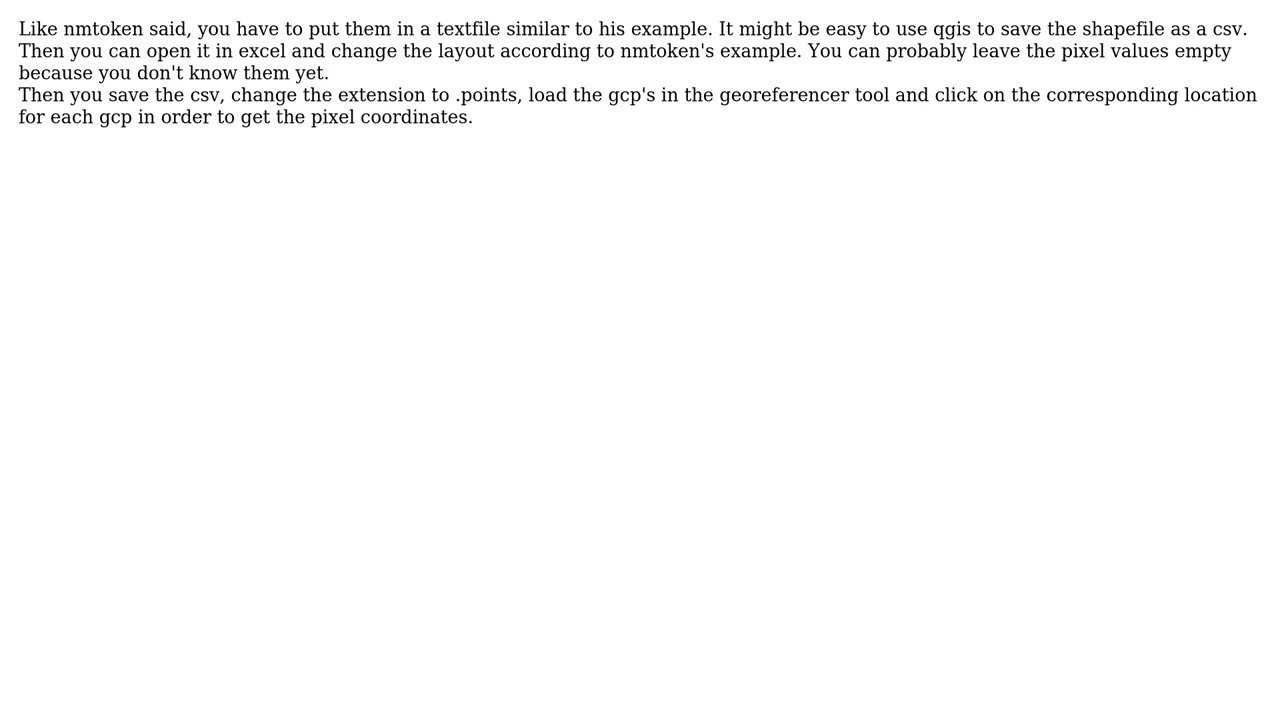 Like nmtoken said, you have to put them in a textfile similar to his example. It might be easy to use qgis to save the shapefile as a csv.
Then you can open it in excel and change the layout according to nmtoken's example. You can probably leave the pixel values empty
because you don't know them yet.
Then you save the csv, change the extension to .points, load the gcp's in the georeferencer tool and click on the corresponding location
for each gcp in order to get the pixel coordinates.